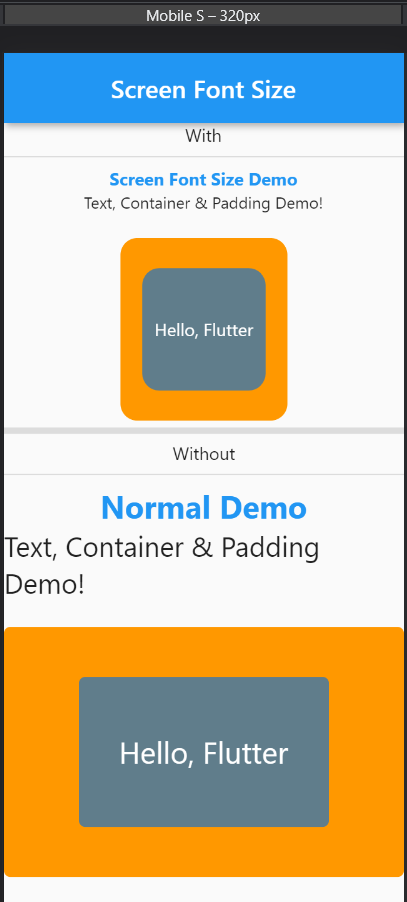 Mobile S – 320px
Screen Font Size
With
Screen Font Size Demo
Text, Container & Padding Demo!
Hello, Flutter
Without
Normal Demo
Text, Container & Padding
Demo!
Hello, Flutter